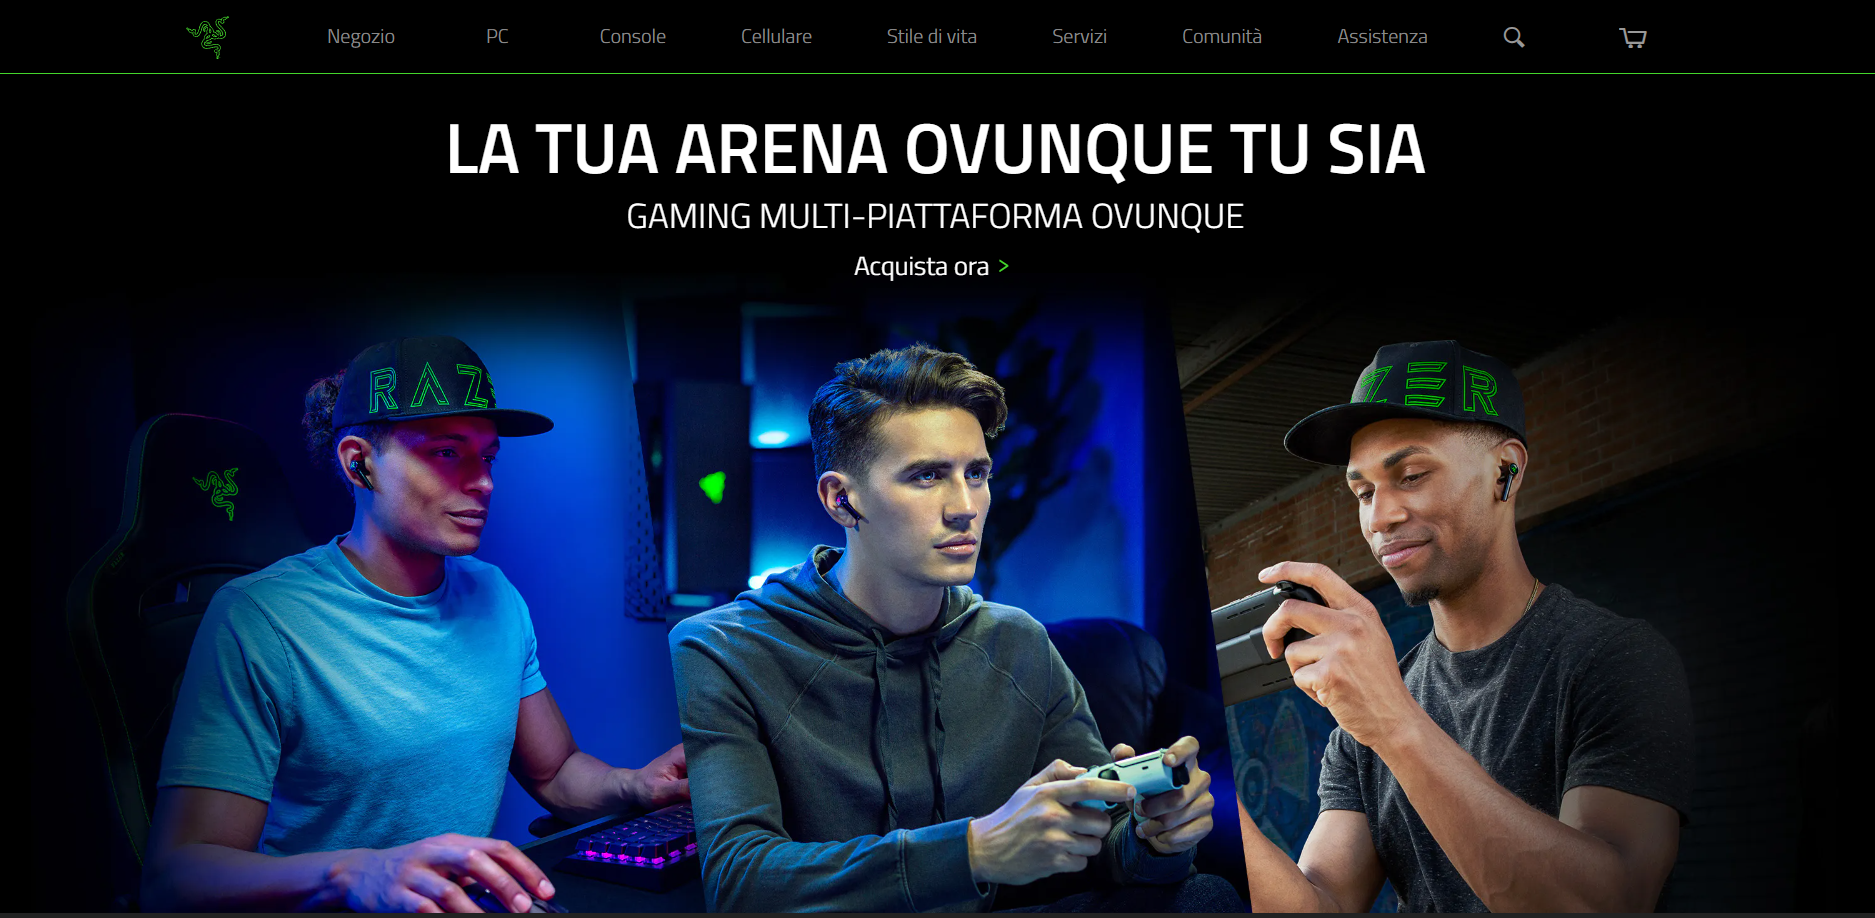 Negozio PC Console Cellulare Stile di vita Servizi Comunità Assistenza
LA TUA ARENA OVUNQUE TU SIA
GAMING MULTI-PIATTAFORMA OVUNQUE
Acquista ora >
RAZE
ZER